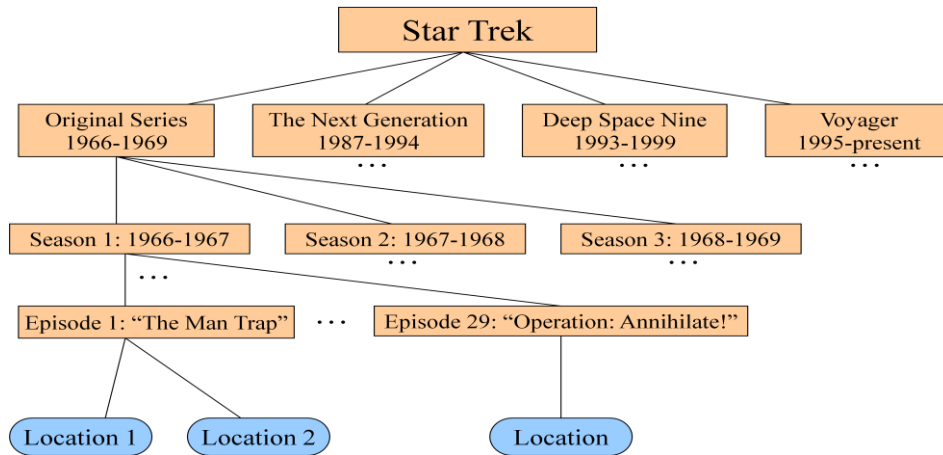 Star Trek
Original Series
1966-1969
The Next Generation
1987-1994
...
Deep Space Nine
1993-1999
...
Voyager
1995-present
...
Season 1: 1966-1967
...
Season 2: 1967-1968
...
Season 3: 1968-1969
...
Episode 1: “The Man Trap”
...
Episode 29: “Operation: Annihilate!”
Location 1
Location 2
Location